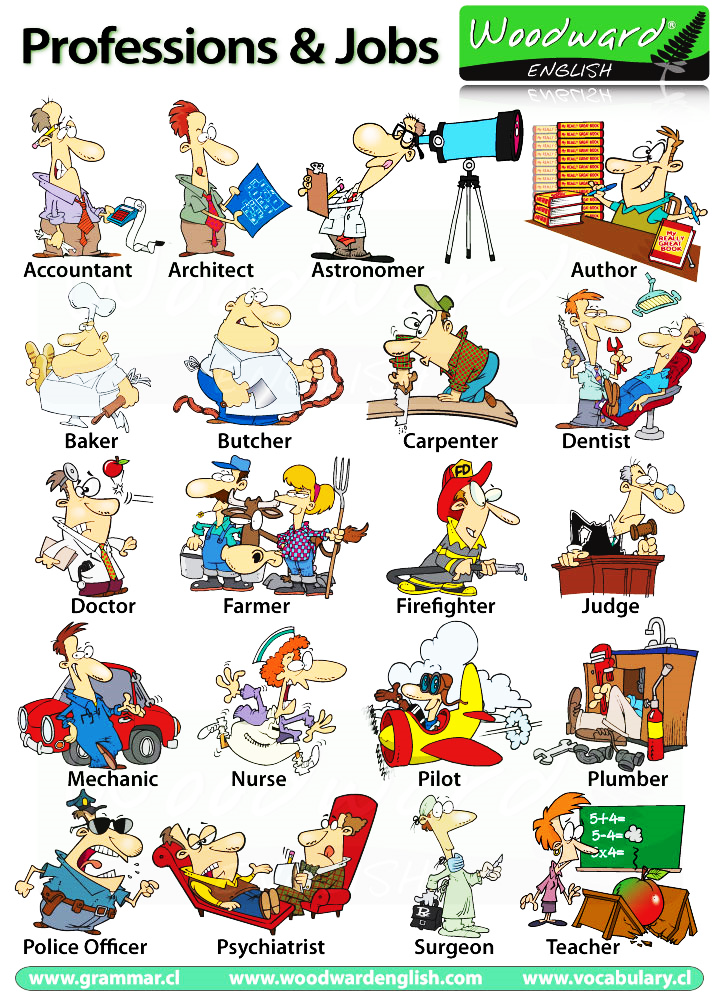 Professions & Jobs
Woodward®
ENGLISH
Accountant Architect Astronomer Author
My REALLY GREAT BOOK
Baker Butcher Carpenter Dentist
FD
Doctor Farmer Firefighter Judge
Mechanic Nurse Pilot Plumber
5+4=
5-4=
5x4=
Police Officer Psychiatrist Surgeon Teacher
www.grammar.cl www.woodwardenglish.com www.vocabulary.cl